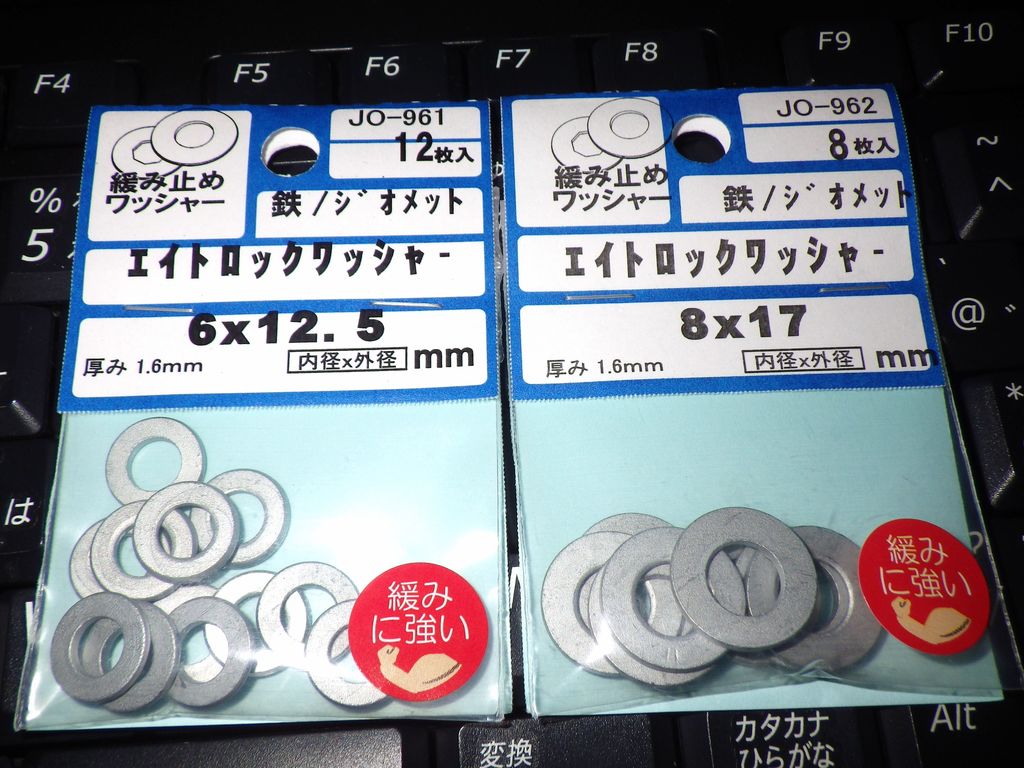 F4
F5
F6
F7
F8
F9
F10
JO-961
12枚入
緩み止め
ワッシャー
鉄/ジオメット
エイトロックワッシャー
6x12.5
厚み 1.6mm
内径x外径
mm
緩み
に強い
JO-962
8枚入
緩み止め
ワッシャー
鉄/ジオメット
エイトロックワッシャー
8x17
厚み 1.6mm
内径x外径
mm
緩み
に強い
%
5
~
^
@
*
は
変換
カタカナ
ひらがな
Alt